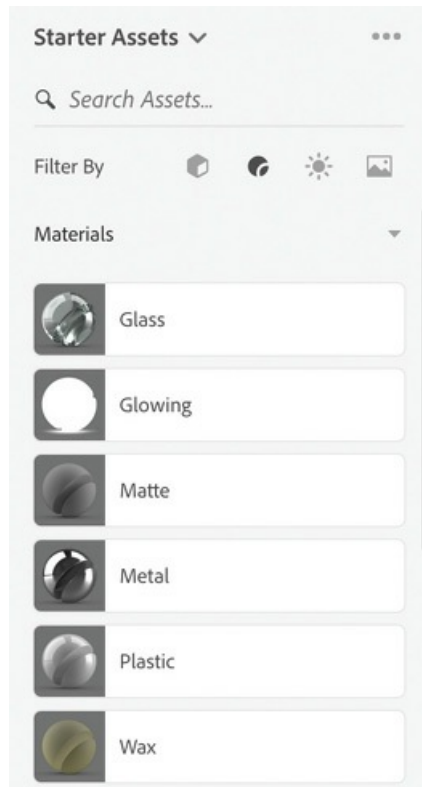 Starter Assets
Search Assets...
Filter By
Materials
Glass
Glowing
Matte
Metal
Plastic
Wax